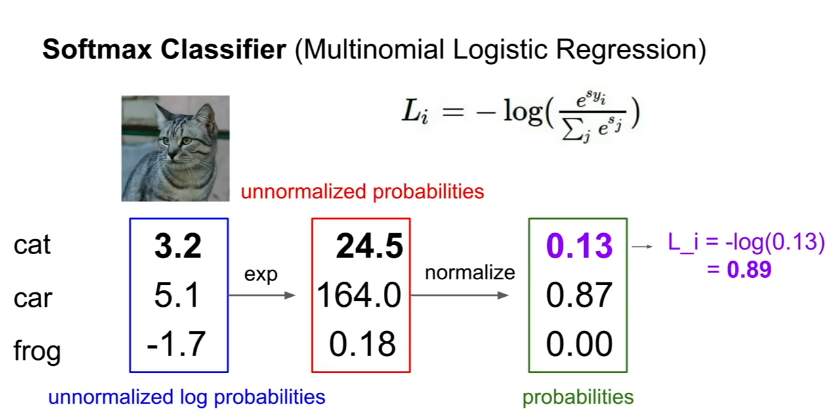 Softmax Classifier (Multinomial Logistic Regression)
L_i = − log(e^{s_{y_i}} / ∑_j e^{s_j})
unnormalized probabilities
cat 3.2 24.5 0.13 → L_i = -log(0.13)
= 0.89
exp normalize
car 5.1 164.0 0.87
frog -1.7 0.18 0.00
unnormalized log probabilities probabilities